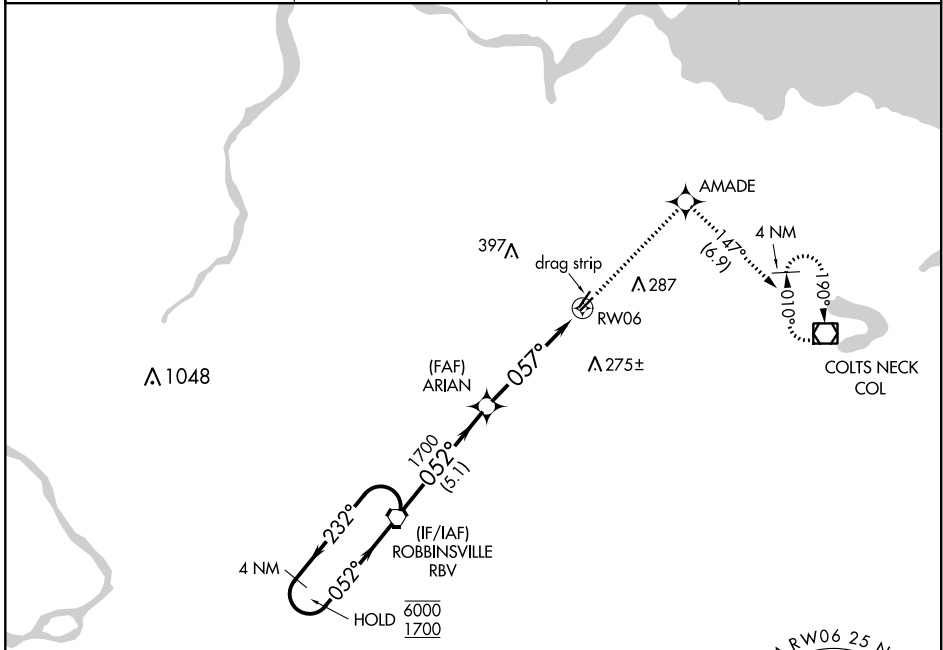 AMADE
147°
(6.9)
4 NM
397
drag strip
287
RW06
010°
190°
COLTS NECK
COL
275±
1048
(FAF)
ARIAN
057°
1700
052°
(5.1)
232°
(IF/IAF)
ROBBINSVILLE
RBV
4 NM
052°
HOLD
6000
1700
RW06 25 N